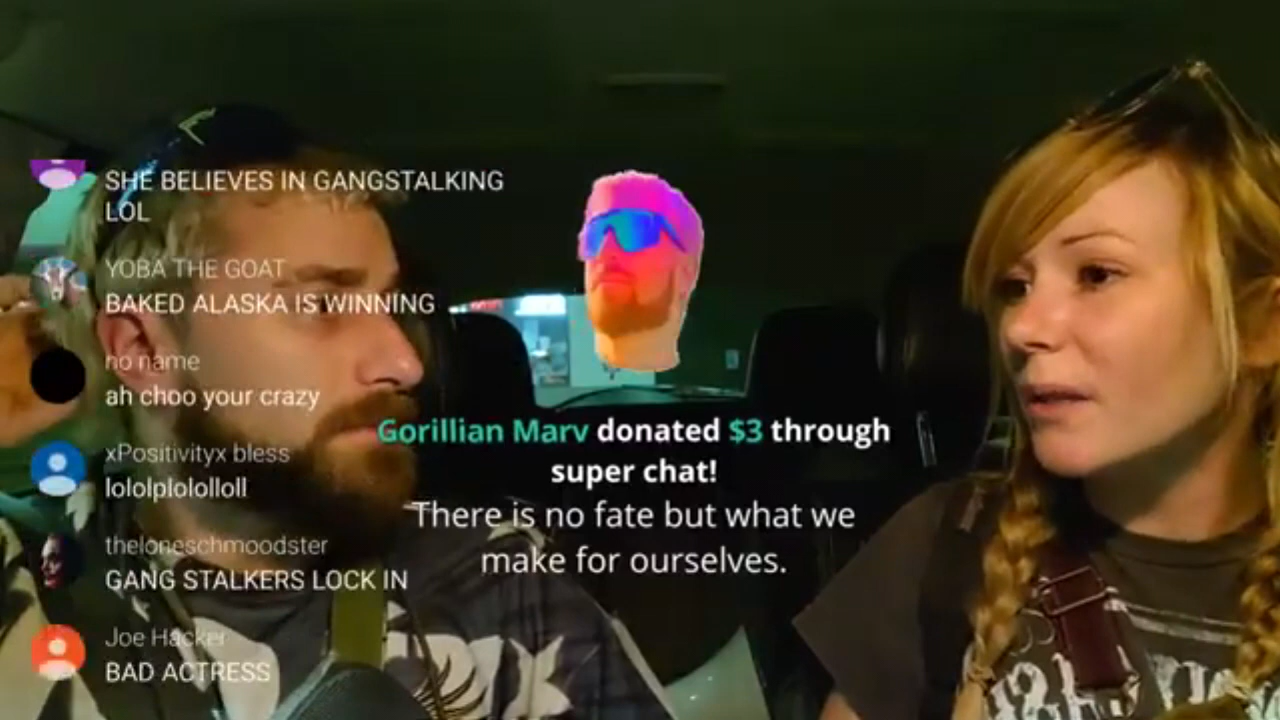 SHE BELIEVES IN GANGSTALKING
LOL
YOBA THE GOAT
BAKED ALASKA IS WINNING
no name
ah choo your crazy
xPositivityx bless
lololplololloll
theloneschmoodster
GANG STALKERS LOCK IN
Joe Hacker
BAD ACTRESS
Gorillian Marv donated $3 through
super chat!
There is no fate but what we
make for ourselves.